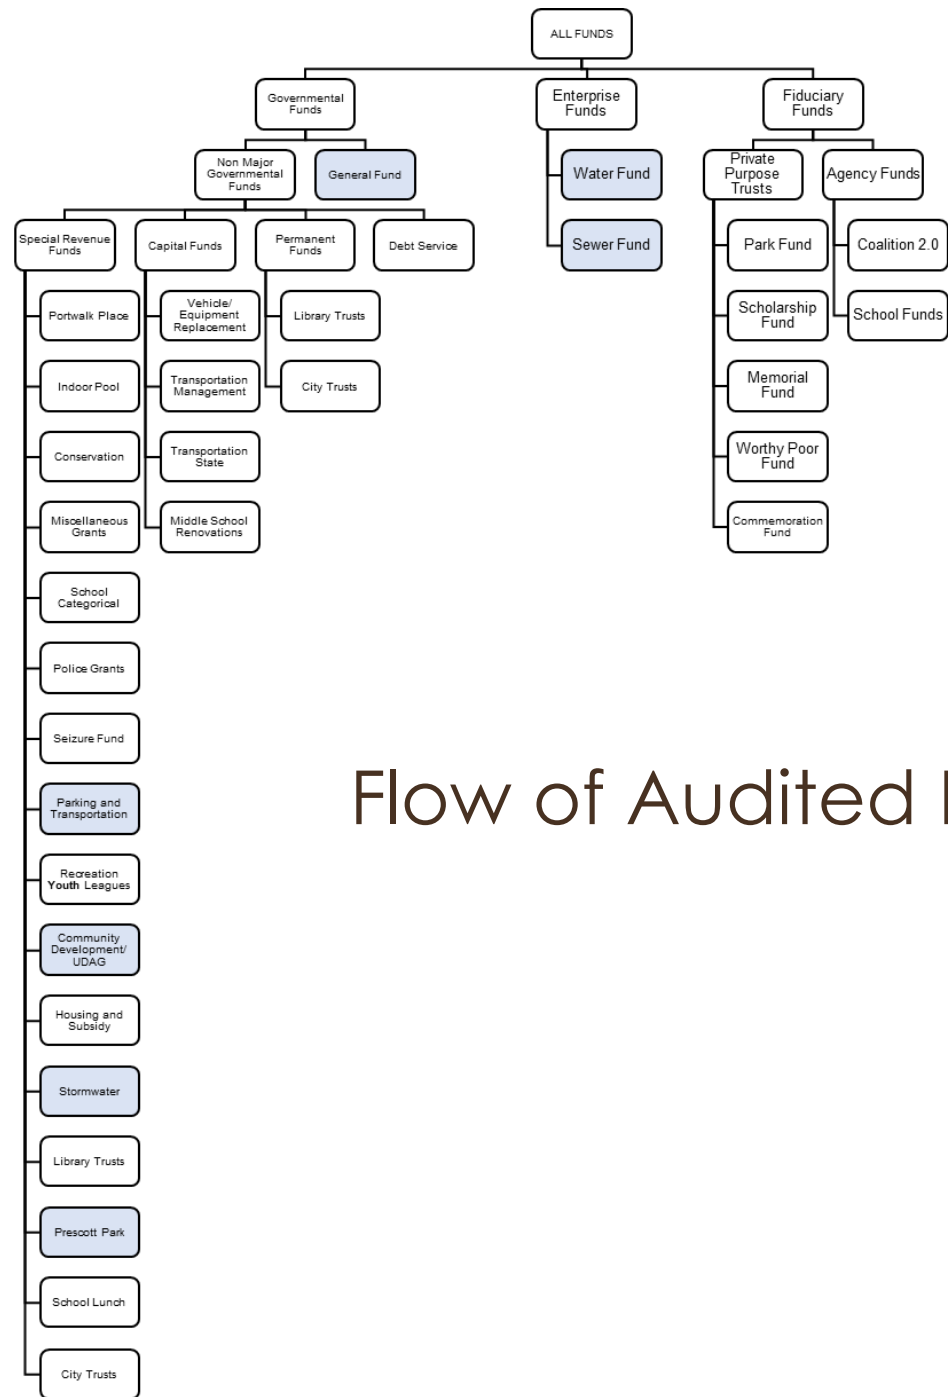 ALL FUNDS
Governmental
Funds
Enterprise
Funds
Fiduciary
Funds
Non Major
Governmental
Funds
General Fund
Water Fund
Sewer Fund
Private
Purpose
Trusts
Agency Funds
Special Revenue
Funds
Capital Funds
Permanent
Funds
Debt Service
Park Fund
Scholarship
Fund
Memorial
Fund
Worthy Poor
Fund
Commemoration
Fund
Coalition 2.0
School Funds
Portwalk Place
Indoor Pool
Conservation
Miscellaneous
Grants
School
Categorical
Police Grants
Seizure Fund
Parking and
Transportation
Recreation
Youth Leagues
Community
Development/
UDAG
Housing and
Subsidy
Stormwater
Library Trusts
Prescott Park
School Lunch
City Trusts
Vehicle/
Equipment
Replacement
Transportation
Management
Transportation
State
Middle School
Renovations
Library Trusts
City Trusts
Flow of Audited